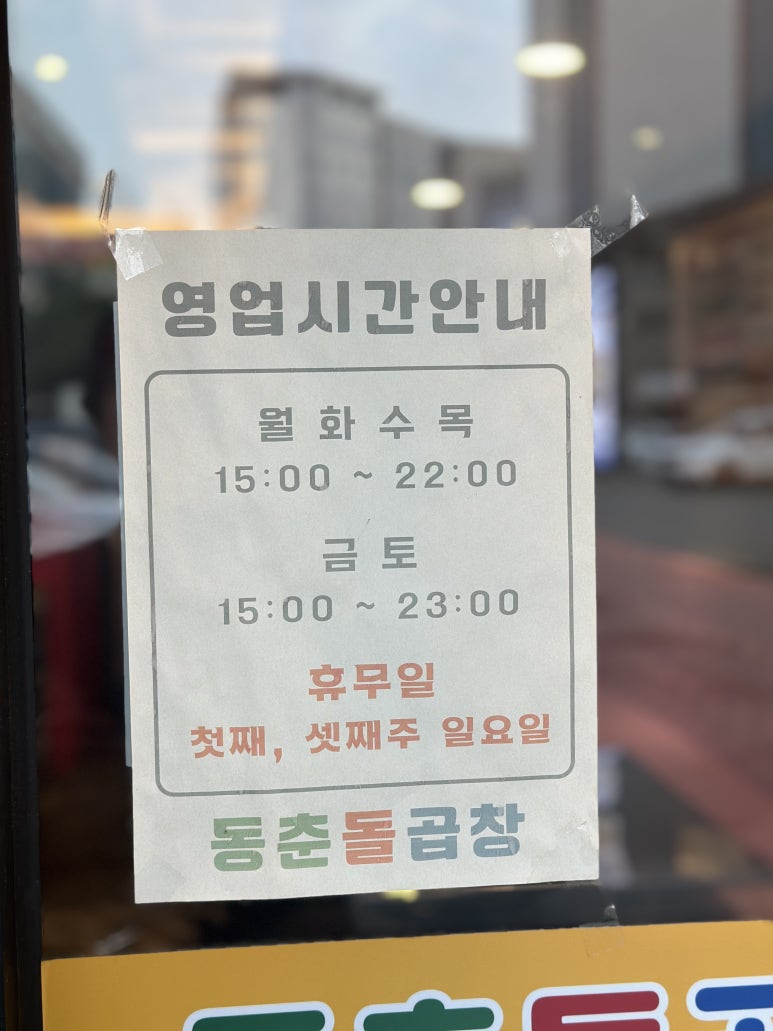 영업시간안내
월 화 수 목
15:00 ~ 22:00
금 토
15:00 ~ 23:00
휴무일
첫째, 셋째주 일요일
동춘돌곱창